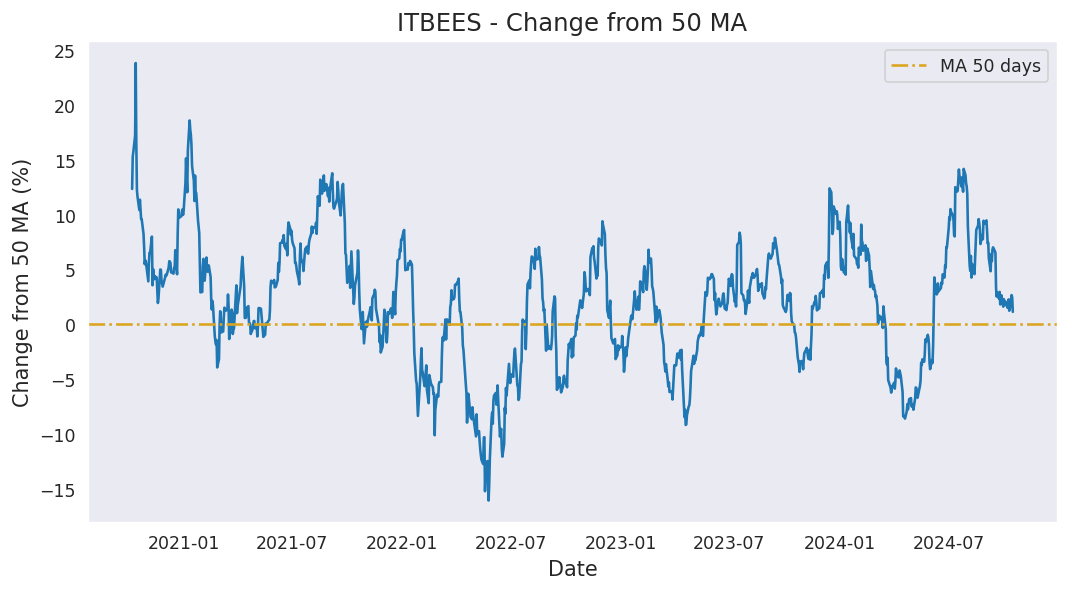 ITBEES - Change from 50 MA
MA 50 days
Change from 50 MA (%)
25
20
15
10
5
0
−5
−10
−15
2021-01 2021-07 2022-01 2022-07 2023-01 2023-07 2024-01 2024-07
Date